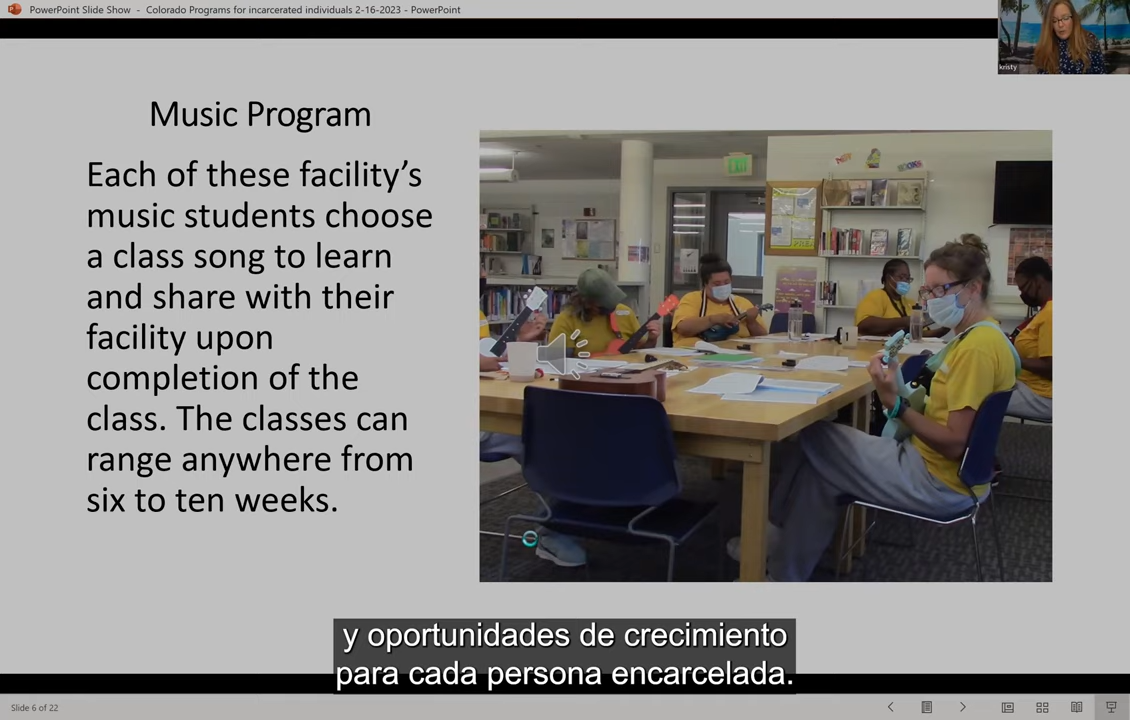 PowerPoint Slide Show - Colorado Programs for incarcerated individuals 2-16-2023 - PowerPoint
kristy
Music Program
Each of these facility’s
music students choose
a class song to learn
and share with their
facility upon
completion of the
class. The classes can
range anywhere from
six to ten weeks.
EXIT
y oportunidades de crecimiento
para cada persona encarcelada.
Slide 6 of 22